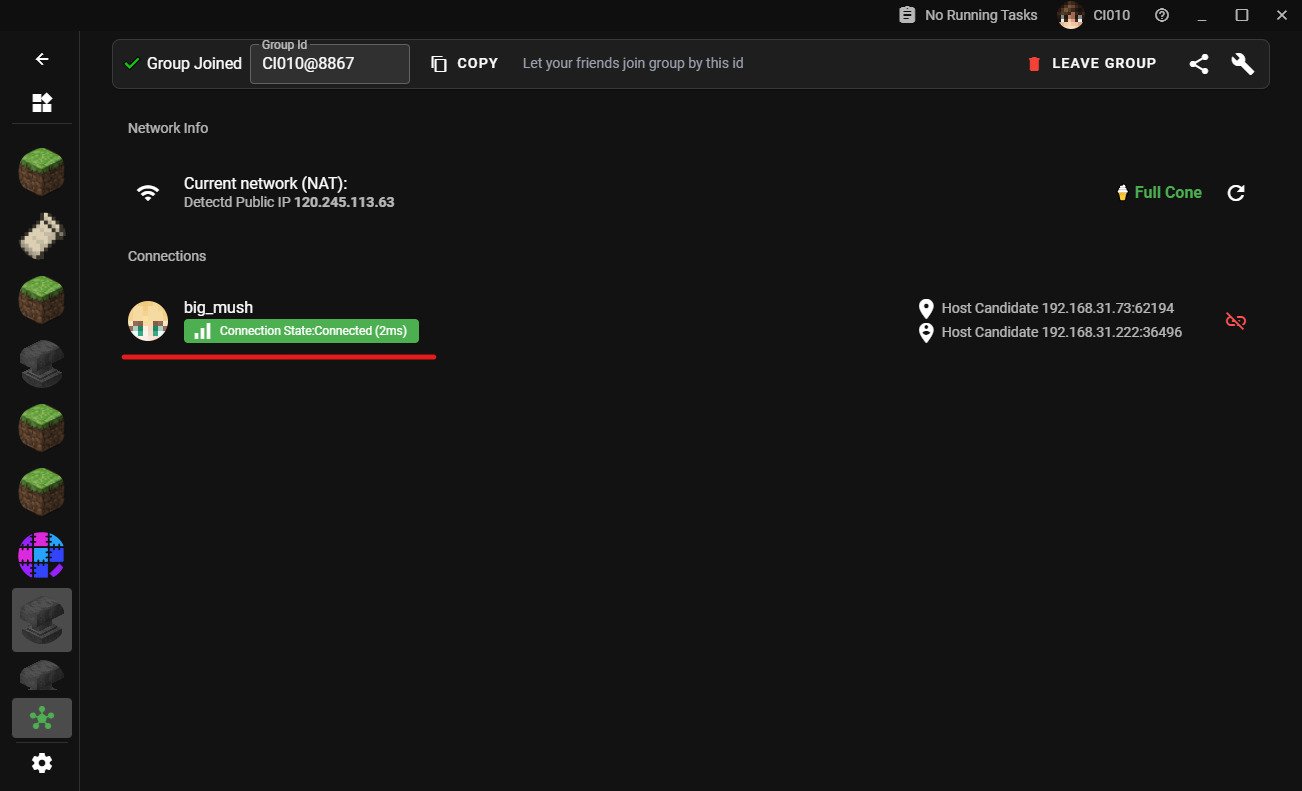 No Running Tasks
CI010
Group Joined
Group Id
CI010@8867
COPY
Let your friends join group by this id
LEAVE GROUP
Network Info
Current network (NAT):
Detectd Public IP 120.245.113.63
Full Cone
Connections
big_mush
Connection State:Connected (2ms)
Host Candidate 192.168.31.73:62194
Host Candidate 192.168.31.222:36496